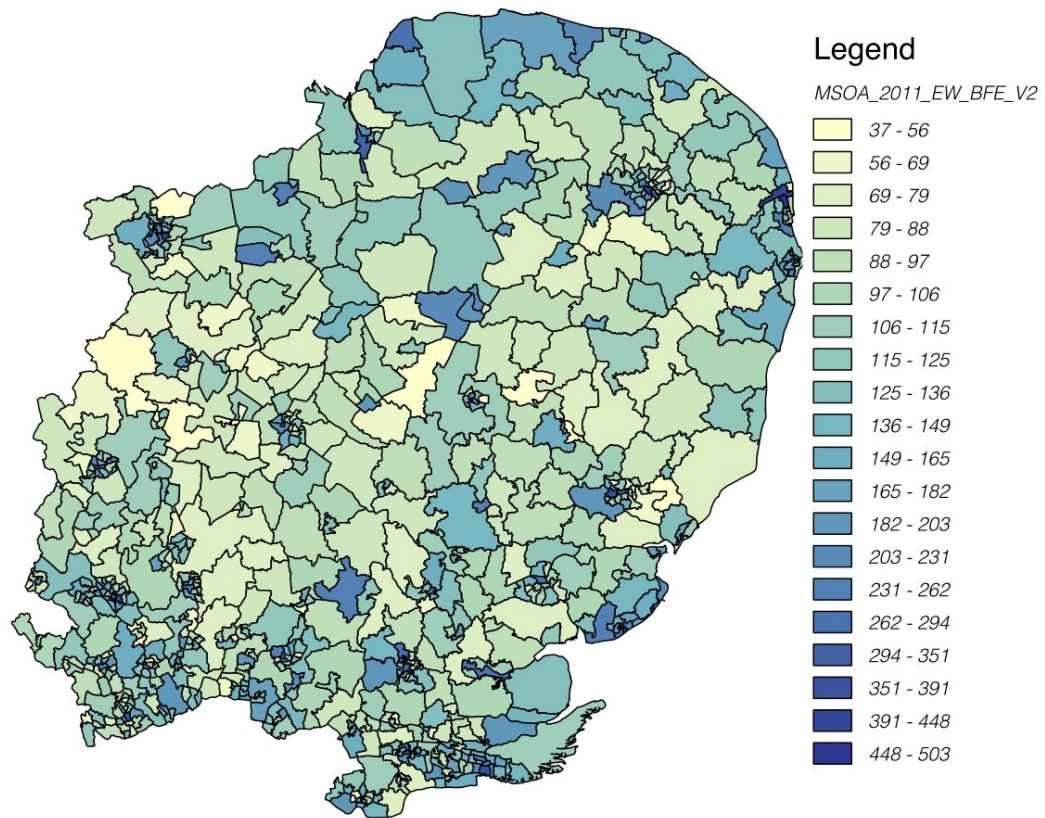 Legend
MSOA_2011_EW_BFE_V2
37 - 56
56 - 69
69 - 79
79 - 88
88 - 97
97 - 106
106 - 115
115 - 125
125 - 136
136 - 149
149 - 165
165 - 182
182 - 203
203 - 231
231 - 262
262 - 294
294 - 351
351 - 391
391 - 448
448 - 503